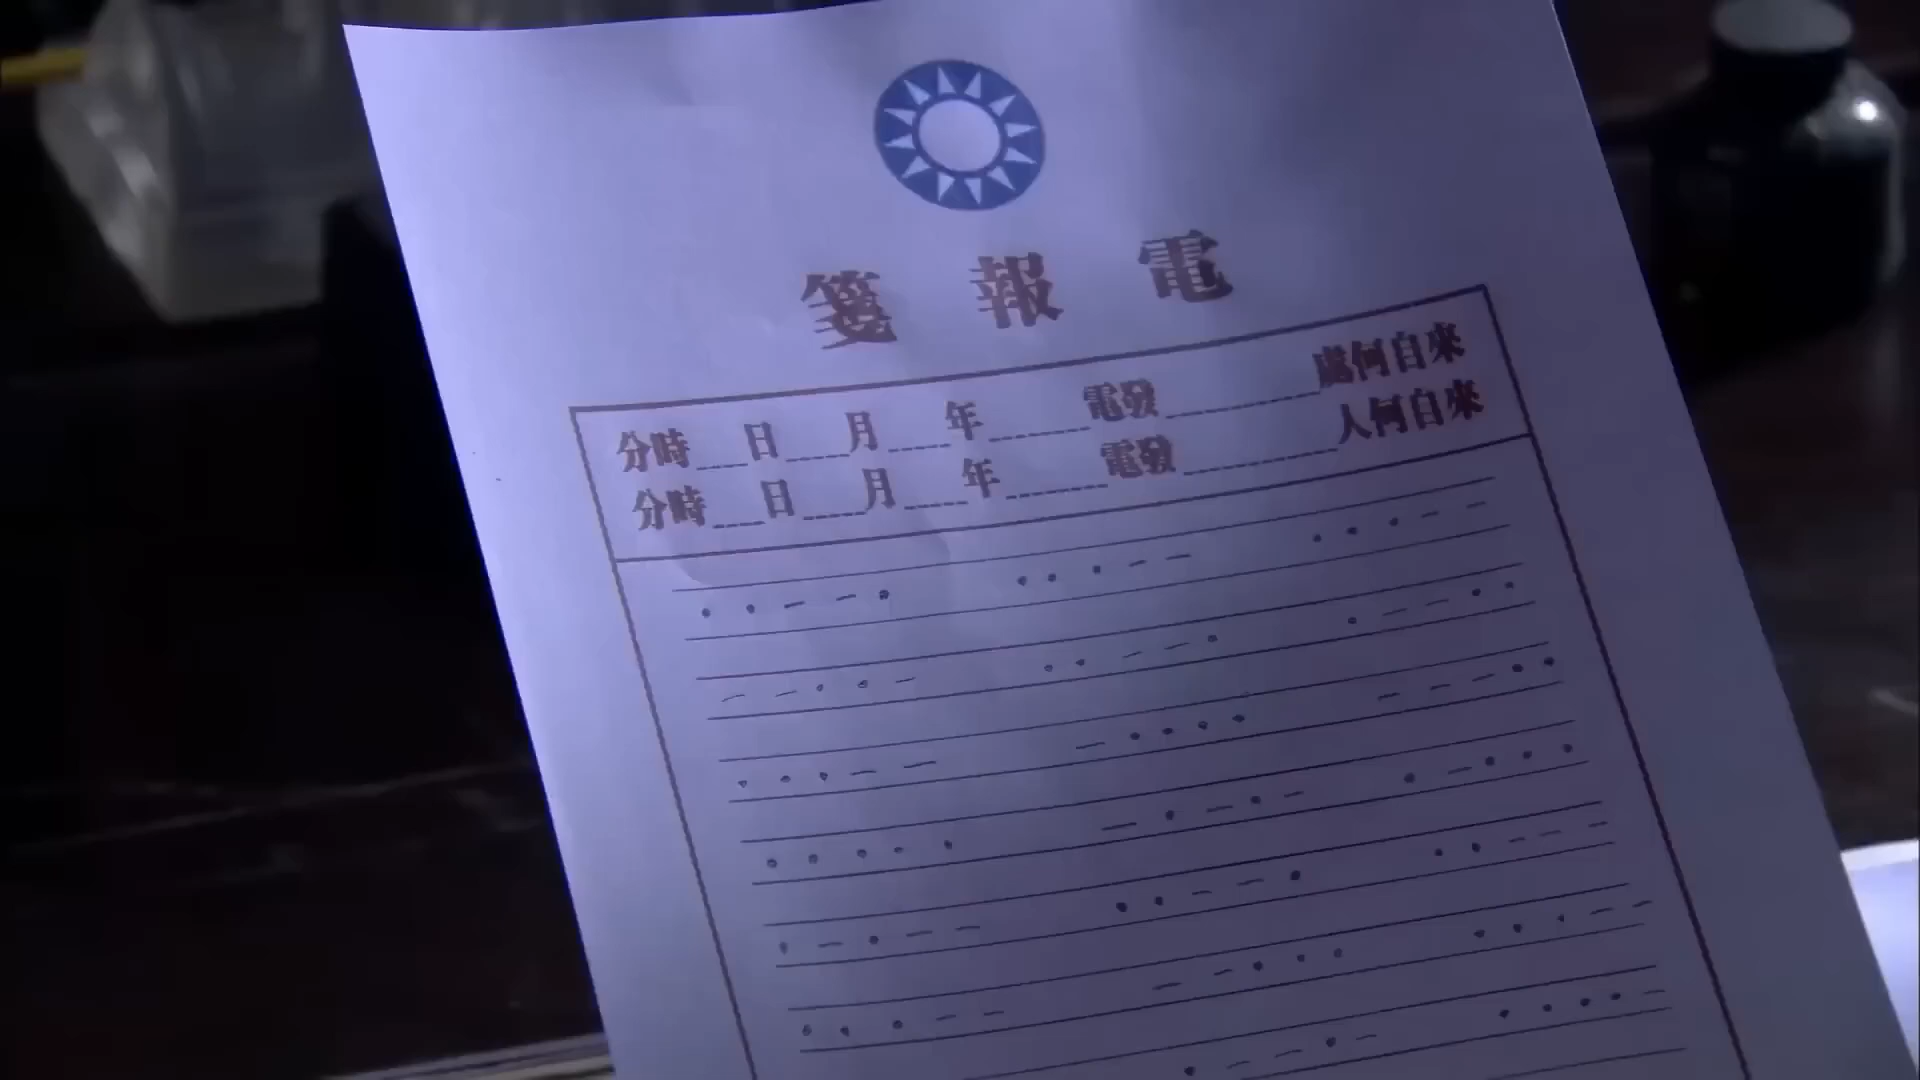 電報箋
來自何處 發電 年 月 日 時分
來自何人 發電 年 月 日 時分